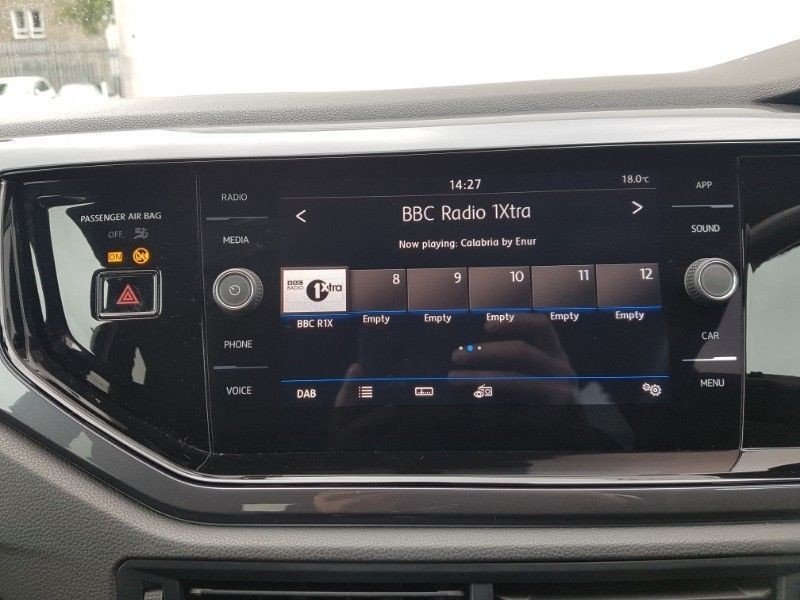 14:27
18.0°C
RADIO
APP
< BBC Radio 1Xtra >
PASSENGER AIR BAG
SOUND
OFF
MEDIA
Now playing: Calabria by Enur
ON
BBC RADIO 1Xtra 8 9 10 11 12
BBC R1X Empty Empty Empty Empty Empty
PHONE
CAR
VOICE
DAB
MENU